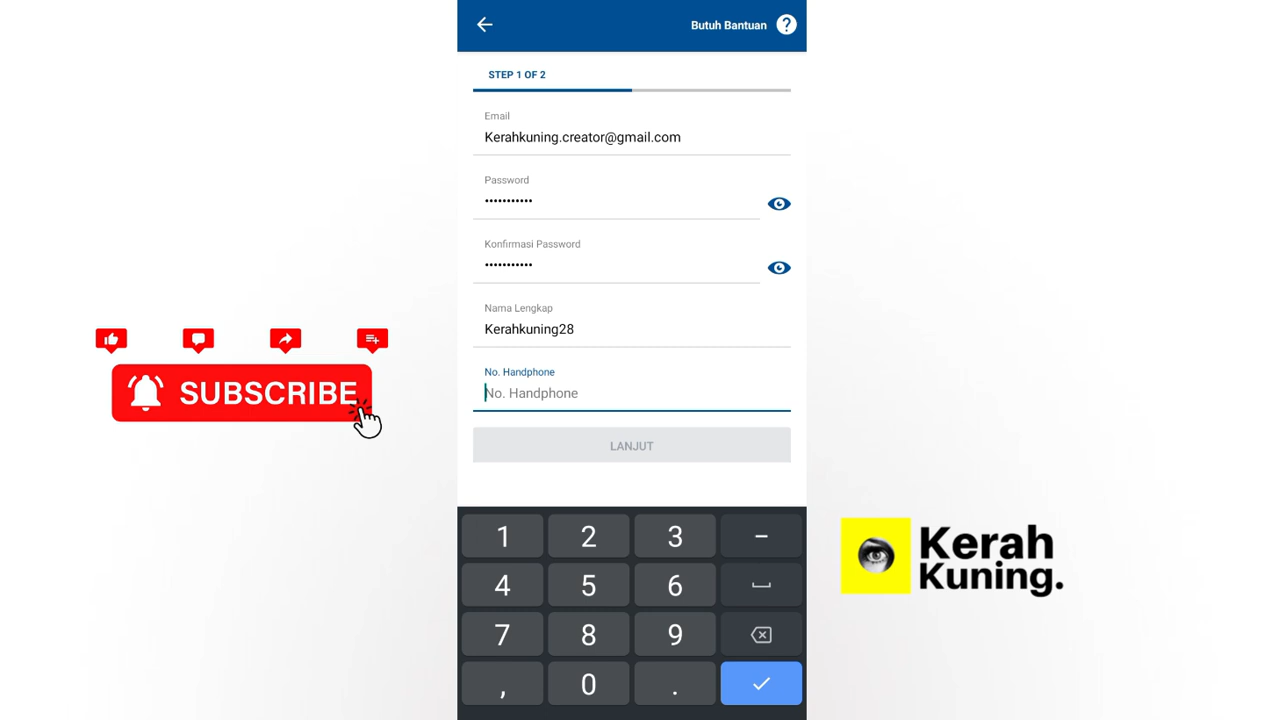 Butuh Bantuan ?
STEP 1 OF 2
Email
Kerahkuning.creator@gmail.com
Password
•••••••••••
Konfirmasi Password
•••••••••••
Nama Lengkap
Kerahkuning28
No. Handphone
No. Handphone
LANJUT
SUBSCRIBE
Kerah
Kuning.
1 2 3 –
4 5 6
7 8 9
, 0 .